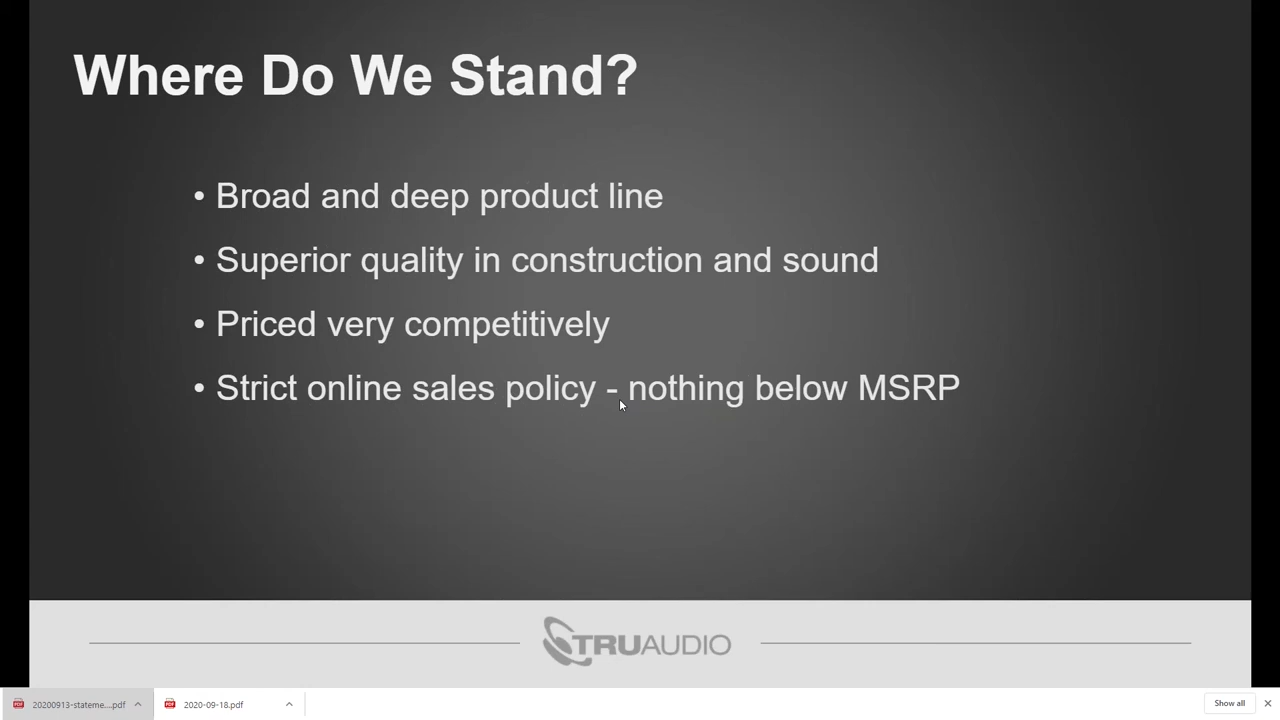 Where Do We Stand?
• Broad and deep product line
• Superior quality in construction and sound
• Priced very competitively
• Strict online sales policy - nothing below MSRP
TRUAUDIO
20200913-stateme....pdf
2020-09-18.pdf
Show all